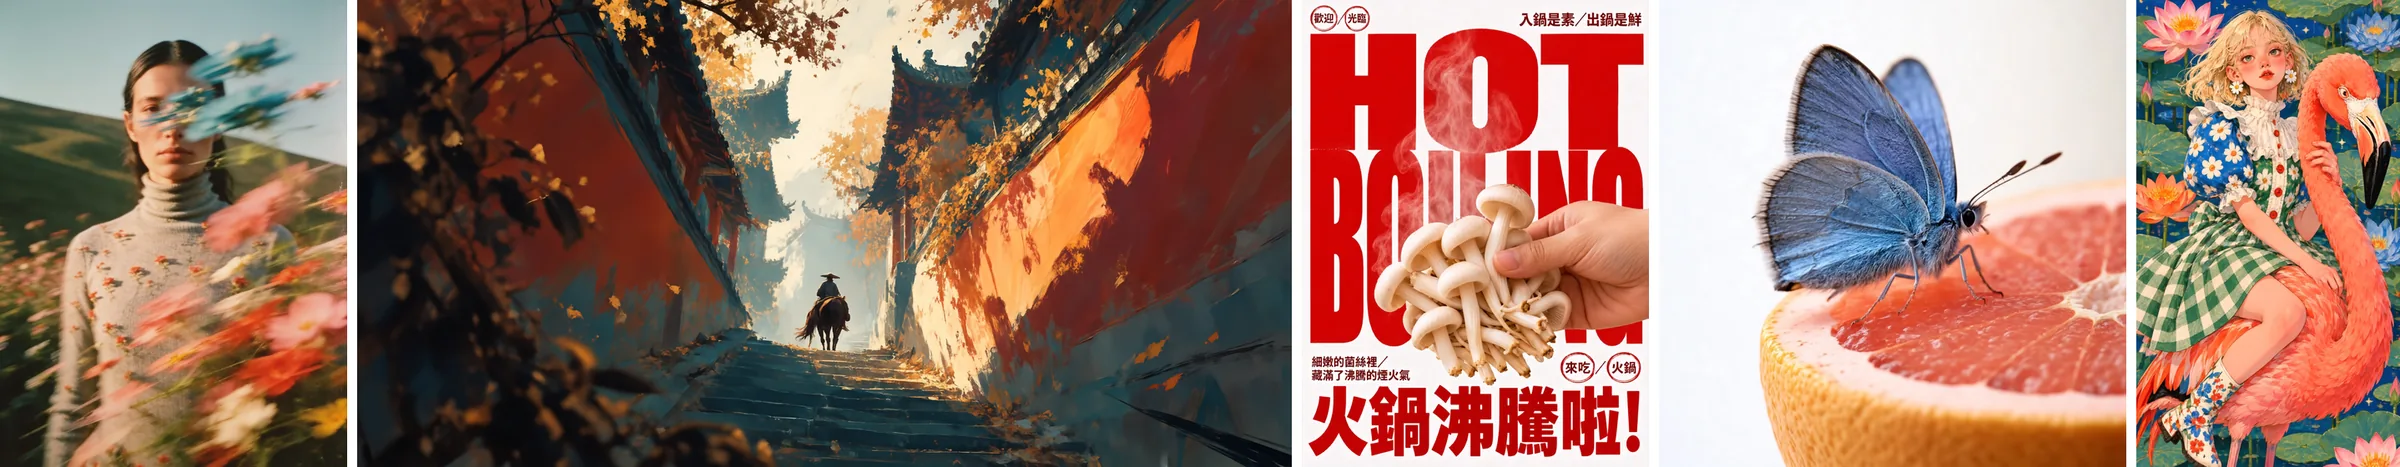 歡迎／光臨
入鍋是素／出鍋是鮮
HOT
BOILING
細嫩的菌絲裡／
藏滿了沸騰的煙火氣
來吃／火鍋
火鍋沸騰啦！